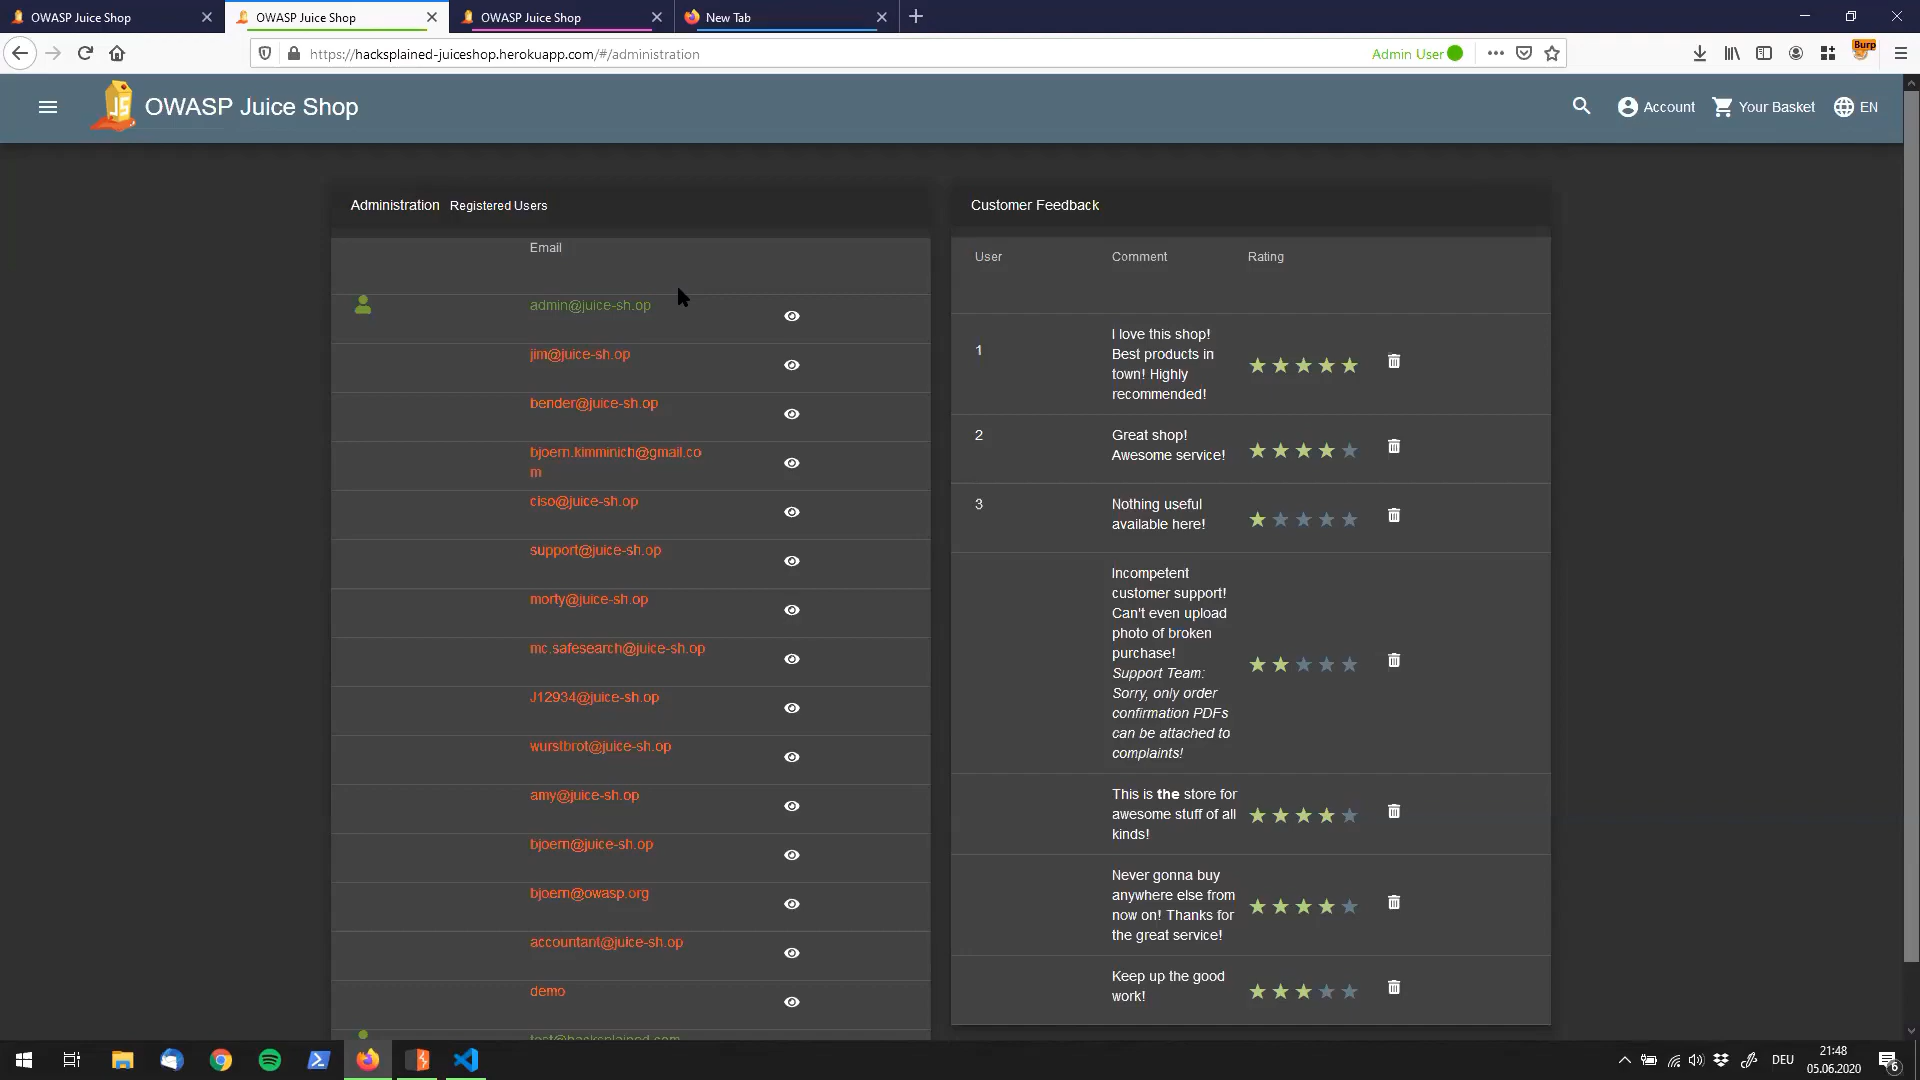 OWASP Juice Shop
OWASP Juice Shop
OWASP Juice Shop
New Tab
https://hacksplained-juiceshop.herokuapp.com/#/administration
Admin User
Burp
JS
OWASP Juice Shop
Account
Your Basket
EN
Administration Registered Users
Email
admin@juice-sh.op
jim@juice-sh.op
bender@juice-sh.op
bjoern.kimminich@gmail.co
m
ciso@juice-sh.op
support@juice-sh.op
morty@juice-sh.op
mc.safesearch@juice-sh.op
J12934@juice-sh.op
wurstbrot@juice-sh.op
amy@juice-sh.op
bjoern@juice-sh.op
bjoern@owasp.org
accountant@juice-sh.op
demo
test@hacksplained.com
Customer Feedback
User Comment Rating
1
I love this shop!
Best products in
town! Highly
recommended!
2
Great shop!
Awesome service!
3
Nothing useful
available here!
Incompetent
customer support!
Can't even upload
photo of broken
purchase!
Support Team:
Sorry, only order
confirmation PDFs
can be attached to
complaints!
This is the store for
awesome stuff of all
kinds!
Never gonna buy
anywhere else from
now on! Thanks for
the great service!
Keep up the good
work!
DEU
21:48
05.06.2020
6